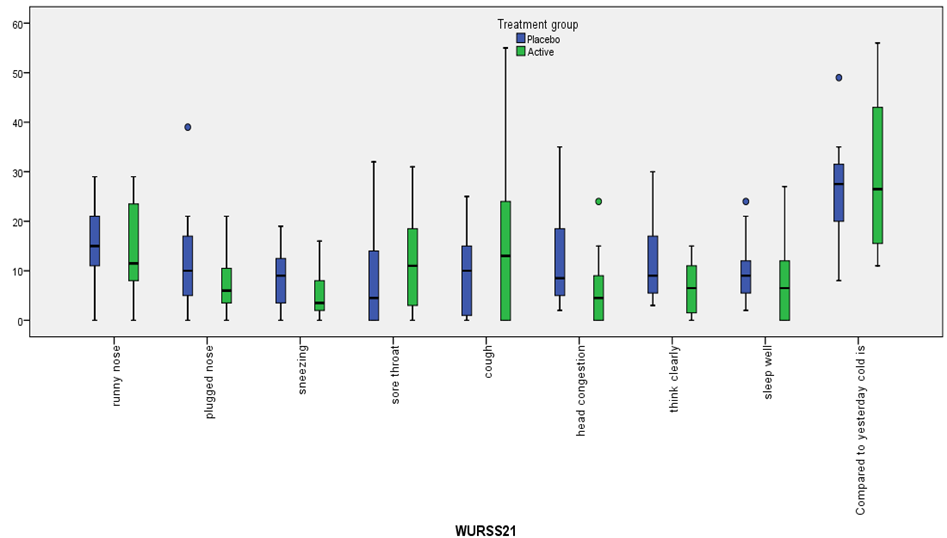 60
50
40
30
20
10
0
Treatment group
Placebo
Active
runny nose
plugged nose
sneezing
sore throat
cough
head congestion
think clearly
sleep well
Compared to yesterday cold is
WURSS21